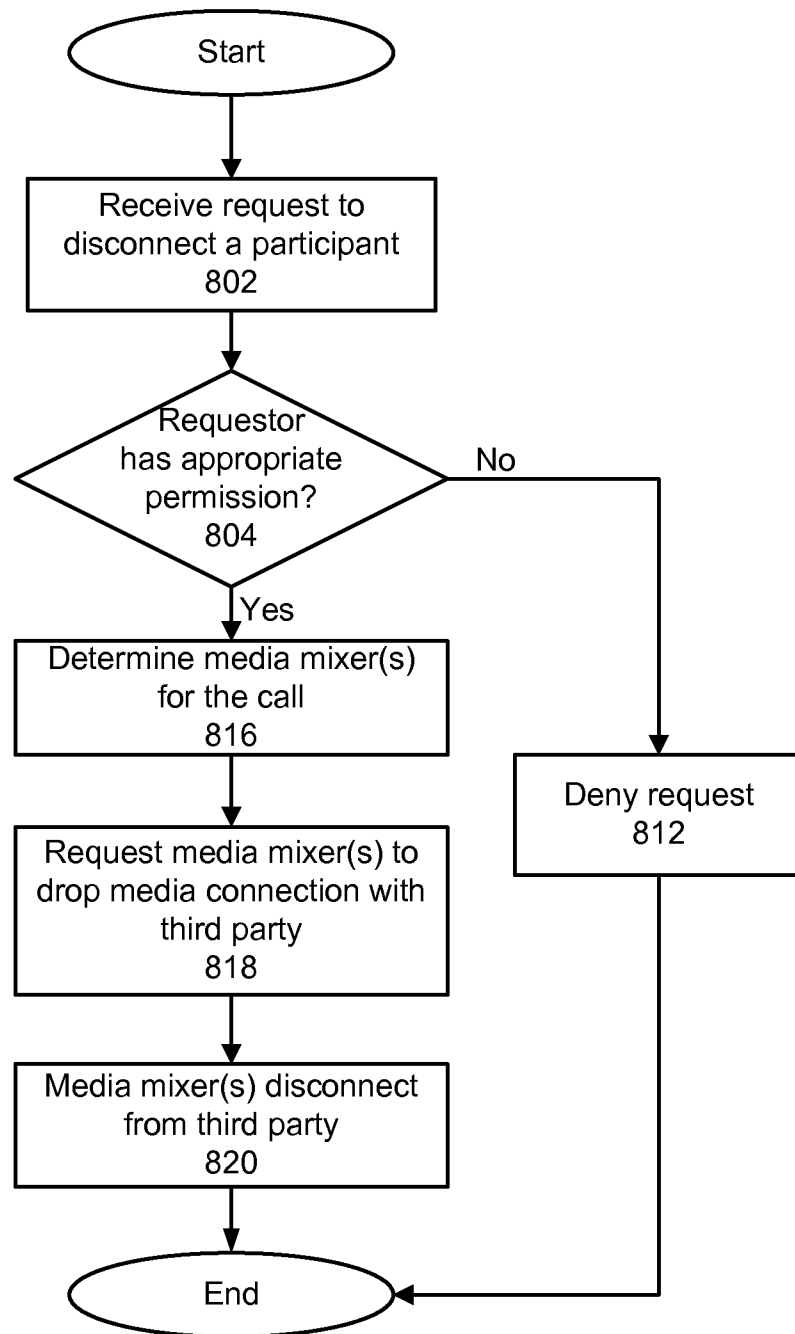 Start
Receive request to
disconnect a participant
802
Requestor
has appropriate
permission?
804
No
Yes
Determine media mixer(s)
for the call
816
Deny request
812
Request media mixer(s) to
drop media connection with
third party
818
Media mixer(s) disconnect
from third party
820
End